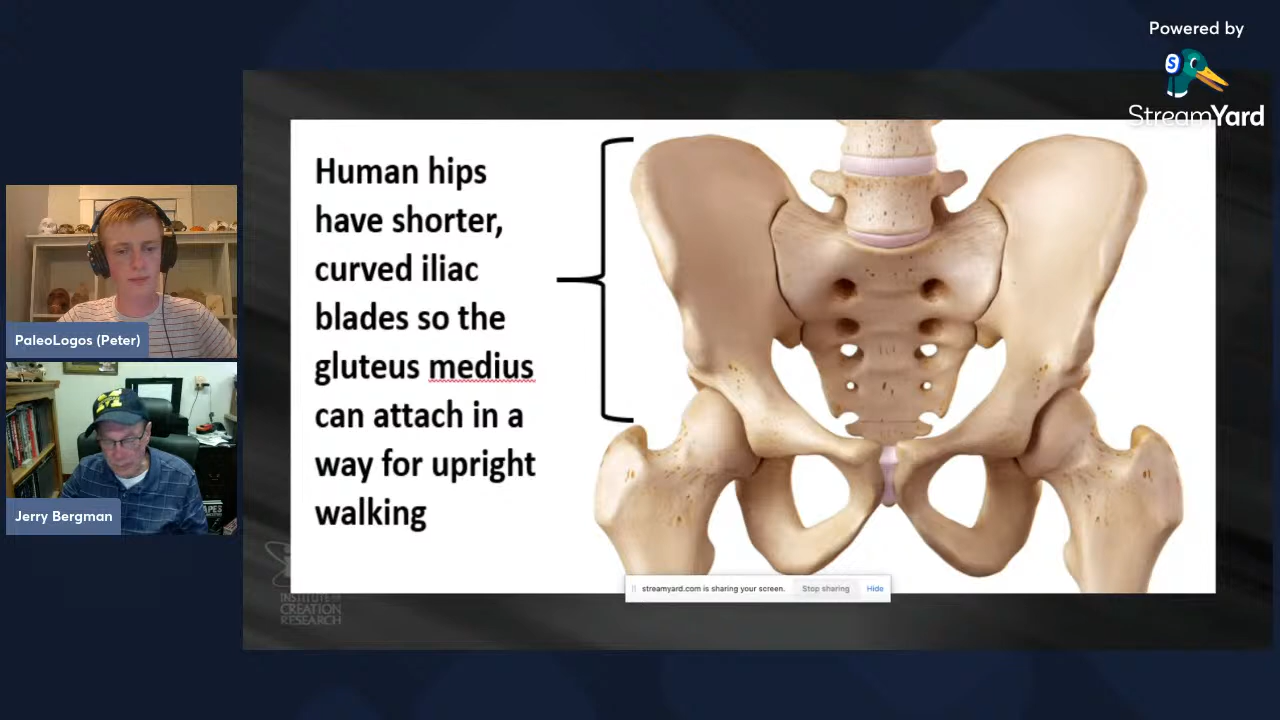 Powered by
StreamYard
Human hips
have shorter,
curved iliac
blades so the
gluteus medius
can attach in a
way for upright
walking
PaleoLogos (Peter)
Jerry Bergman
streamyard.com is sharing your screen. Stop sharing Hide
INSTITUTE FOR
CREATION
RESEARCH